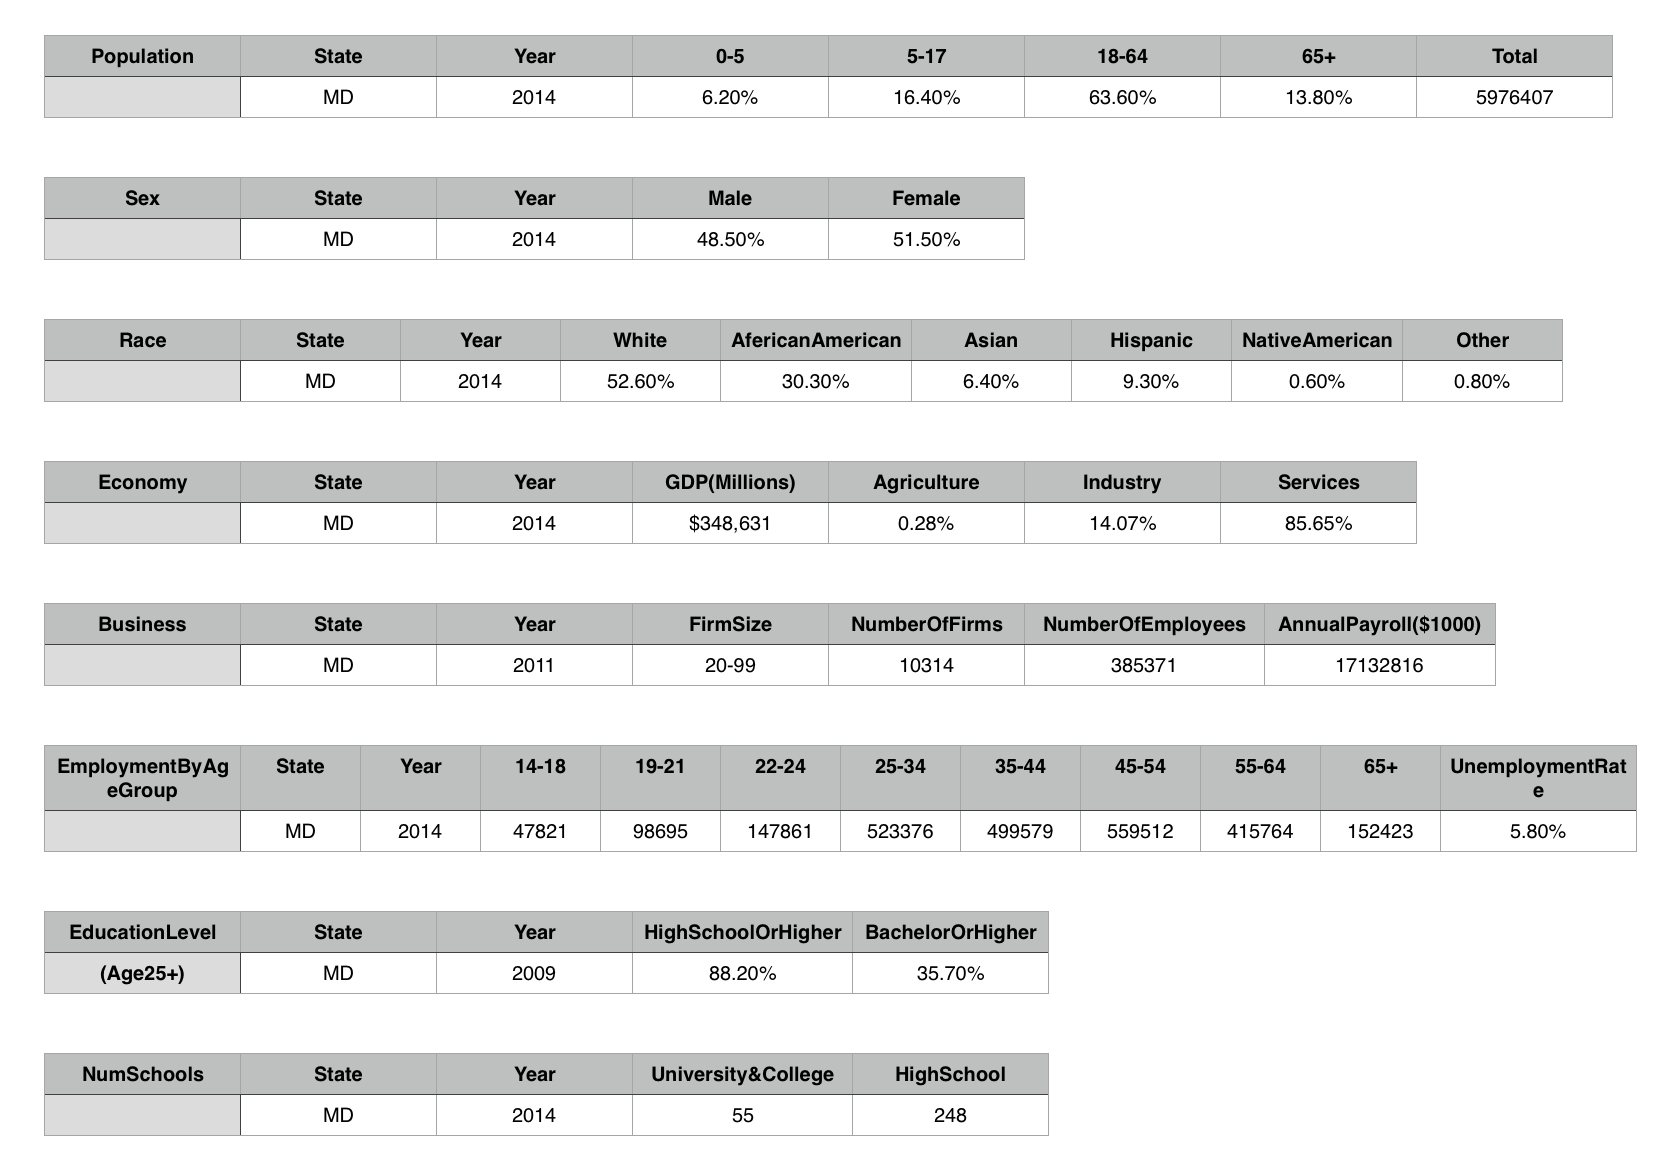 Population State Year 0-5 5-17 18-64 65+ Total
MD 2014 6.20% 16.40% 63.60% 13.80% 5976407
Sex State Year Male Female
MD 2014 48.50% 51.50%
Race State Year White AfericanAmerican Asian Hispanic NativeAmerican Other
MD 2014 52.60% 30.30% 6.40% 9.30% 0.60% 0.80%
Economy State Year GDP(Millions) Agriculture Industry Services
MD 2014 $348,631 0.28% 14.07% 85.65%
Business State Year FirmSize NumberOfFirms NumberOfEmployees AnnualPayroll($1000)
MD 2011 20-99 10314 385371 17132816
EmploymentByAg State Year 14-18 19-21 22-24 25-34 35-44 45-54 55-64 65+ UnemploymentRat
eGroup e
MD 2014 47821 98695 147861 523376 499579 559512 415764 152423 5.80%
EducationLevel State Year HighSchoolOrHigher BachelorOrHigher
(Age25+) MD 2009 88.20% 35.70%
NumSchools State Year University&College HighSchool
MD 2014 55 248